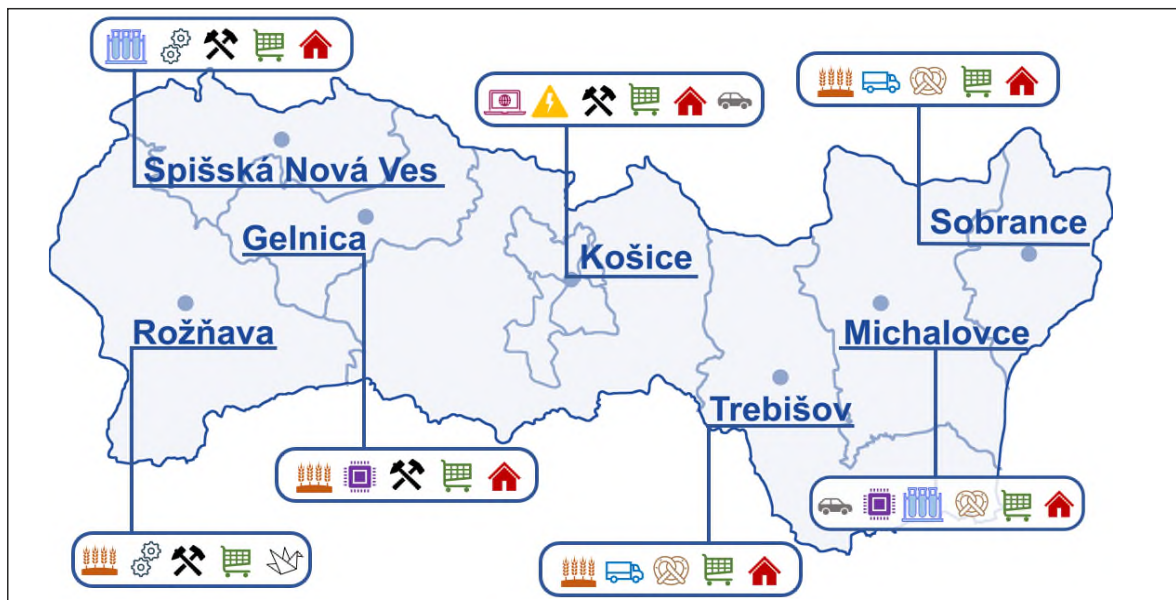 Spišská Nová Ves
Sobrance
Gelnica
Košice
Rožňava
Michalovce
Trebišov